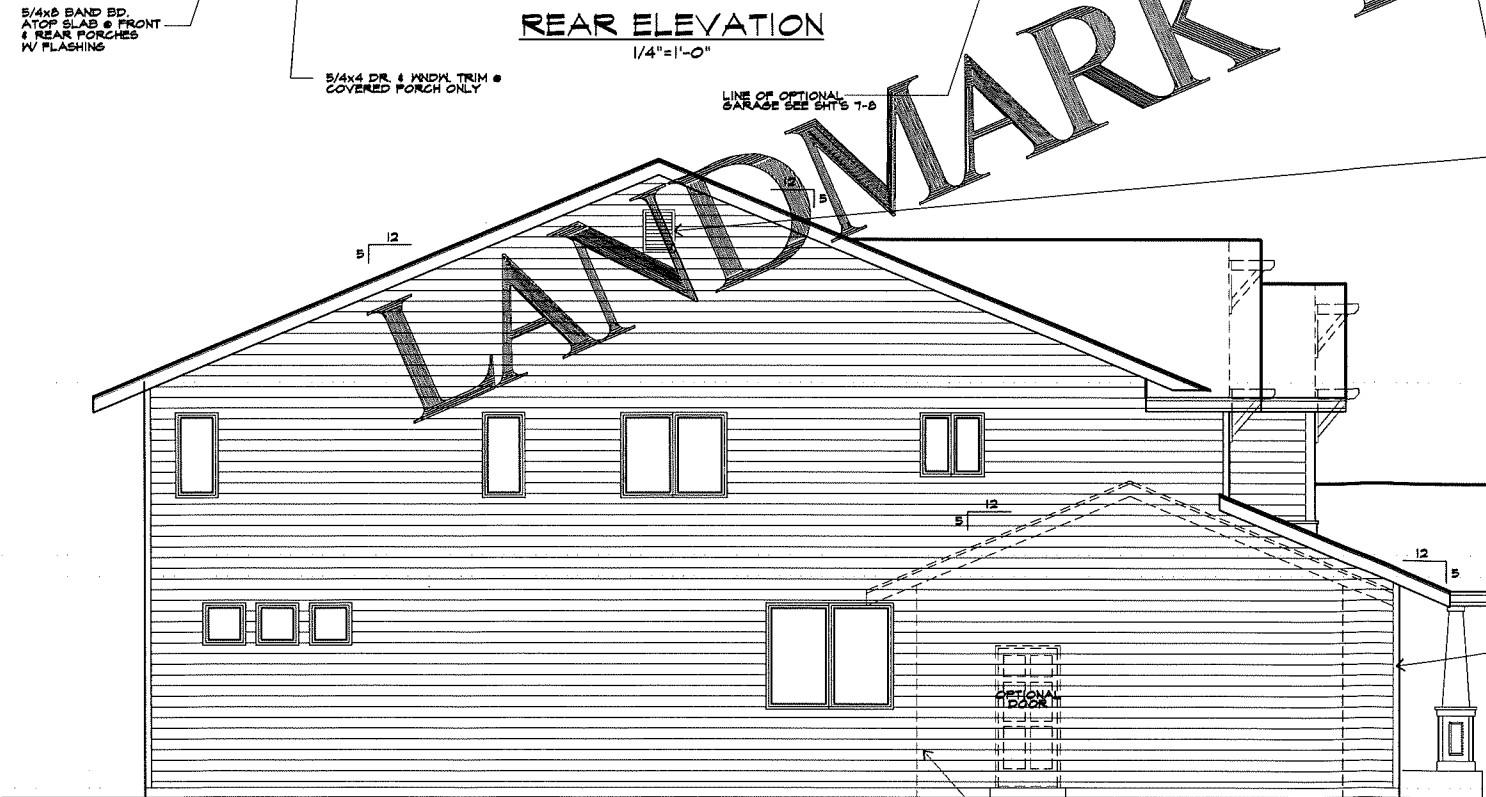 5/4x8 BAND BD.
ATOP SLAB @ FRONT
& REAR PORCHES
W/ FLASHING
REAR ELEVATION
1/4"=1'-0"
5/4x4 DR. & WNDW. TRIM @
COVERED PORCH ONLY
LINE OF OPTIONAL
GARAGE SEE SHT'S 7-8
LANDMARK
12
5
12
5
12
5
12
5
OPTIONAL
DOOR